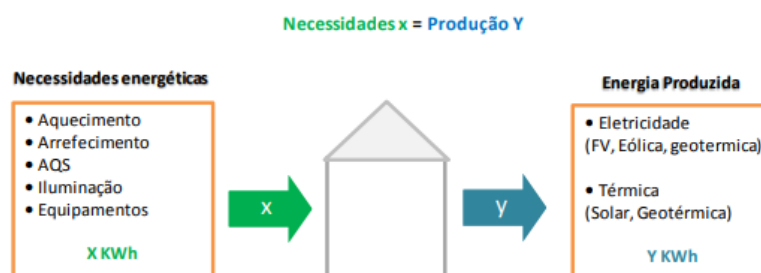 Necessidades x = Produção Y
Necessidades energéticas
• Aquecimento
• Arrefecimento
• AQS
• Iluminação
• Equipamentos
X KWh
x
y
Energia Produzida
• Eletricidade
(FV, Eólica, geotermica)
• Térmica
(Solar, Geotérmica)
Y KWh